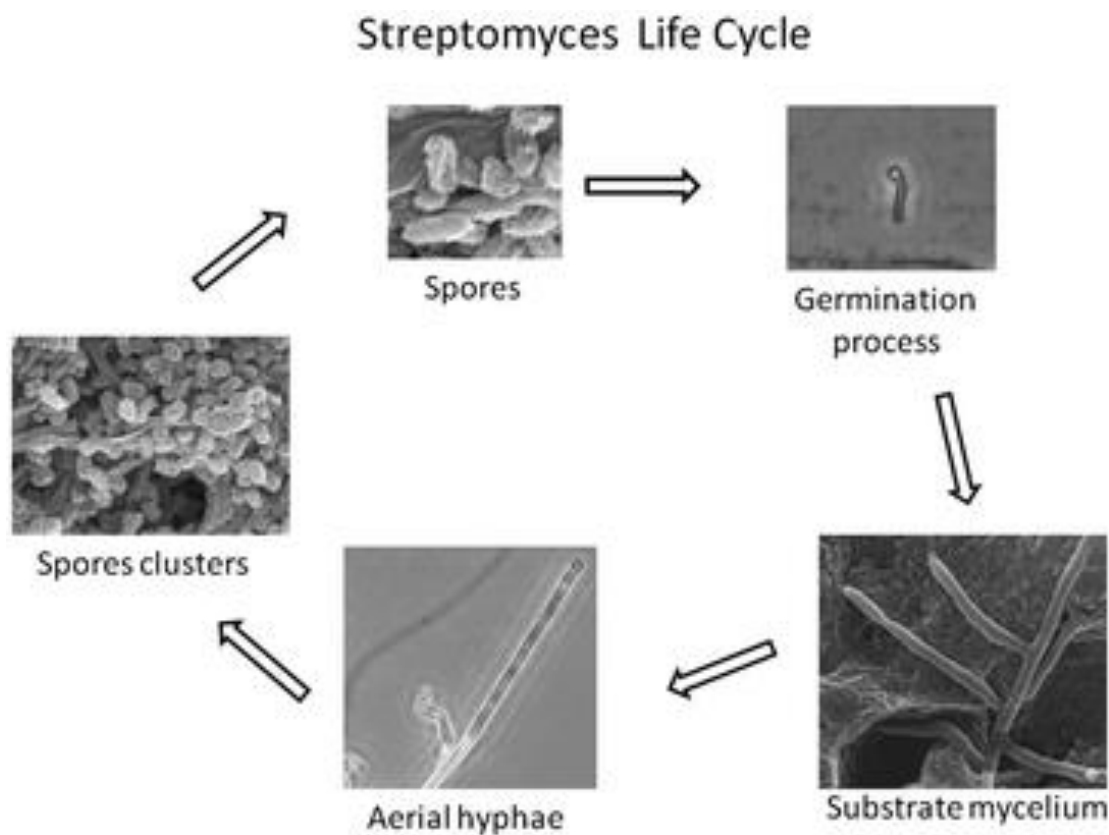 Streptomyces Life Cycle
Spores
Germination
process
Spores clusters
Aerial hyphae
Substrate mycelium